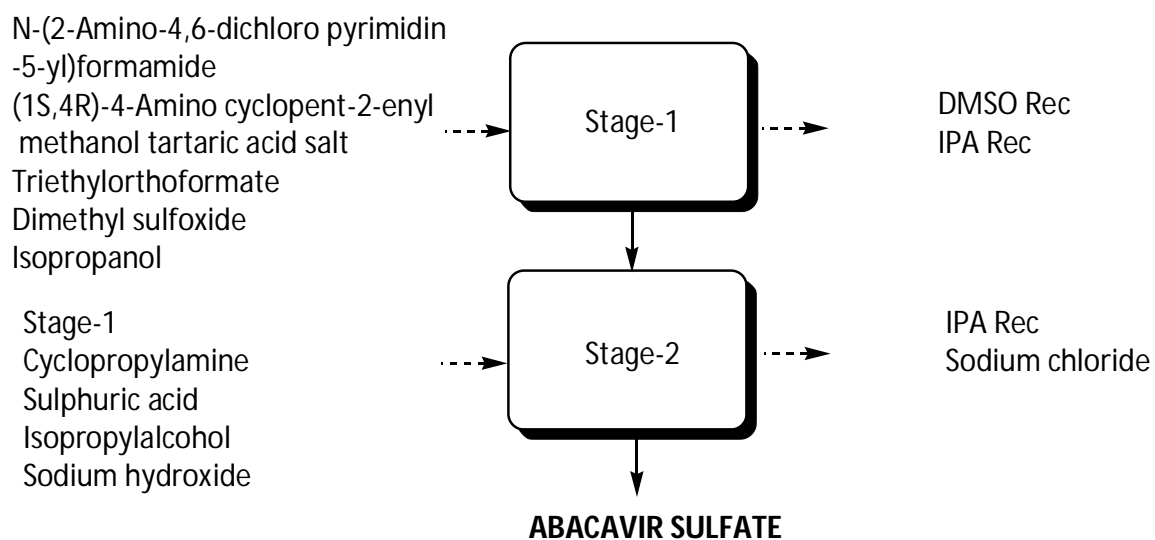 N-(2-Amino-4,6-dichloro pyrimidin
-5-yl)formamide
(1S,4R)-4-Amino cyclopent-2-enyl
methanol tartaric acid salt
Triethylorthoformate
Dimethyl sulfoxide
Isopropanol
Stage-1
DMSO Rec
IPA Rec
Stage-1
Cyclopropylamine
Sulphuric acid
Isopropylalcohol
Sodium hydroxide
Stage-2
IPA Rec
Sodium chloride
ABACAVIR SULFATE